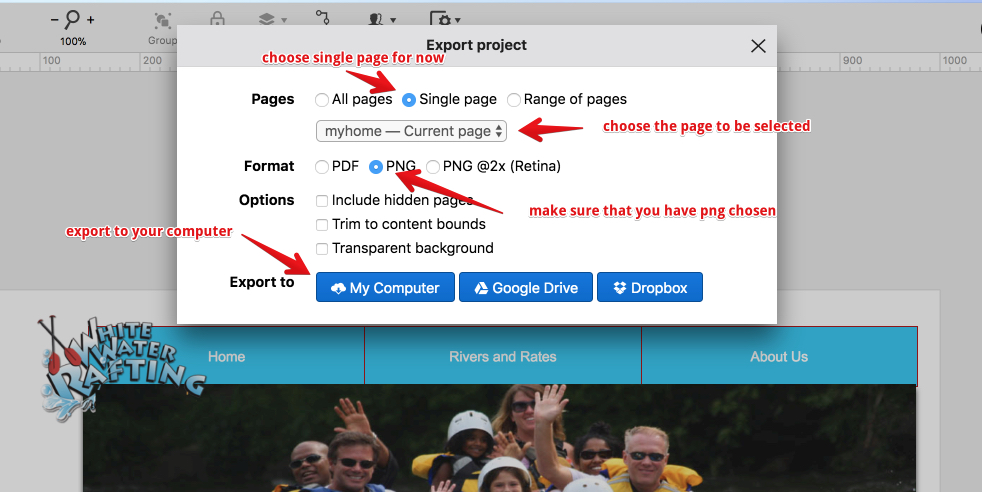 100%
Group
100
200
900
1000
Export project
choose single page for now
Pages All pages Single page Range of pages
myhome — Current page
choose the page to be selected
Format PDF PNG PNG @2x (Retina)
Options Include hidden pages
make sure that you have png chosen
Trim to content bounds
export to your computer
Transparent background
Export to My Computer Google Drive Dropbox
WHITE
WATER
RAFTING
Home Rivers and Rates About Us